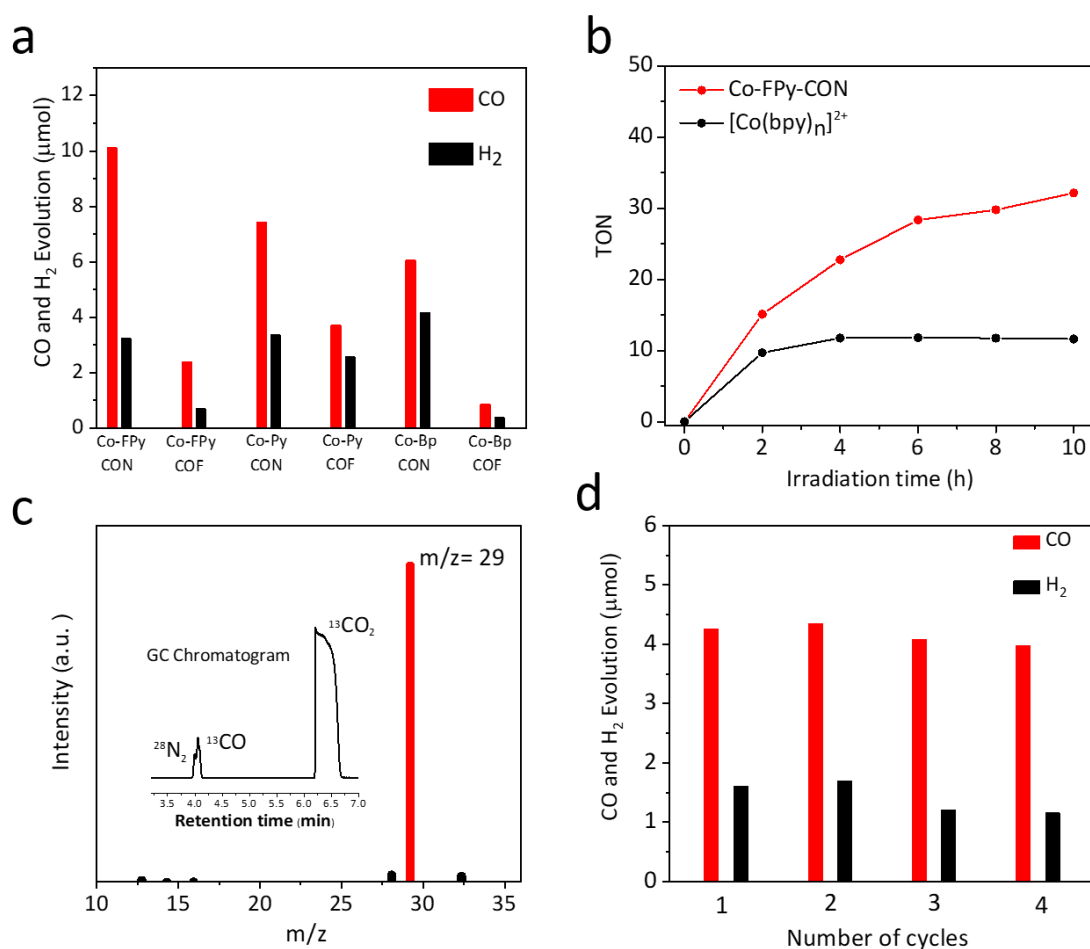 a
CO and H₂ Evolution (μmol)
12
10
8
6
4
2
0
CO
H₂
Co-FPy
CON
Co-FPy
COF
Co-Py
CON
Co-Py
COF
Co-Bp
CON
Co-Bp
COF
b
TON
50
40
30
20
10
0
Co-FPy-CON
[Co(bpy)n]²⁺
0 2 4 6 8 10
Irradiation time (h)
c
Intensity (a.u. )
m/z= 29
GC Chromatogram
¹³CO₂
²⁸N₂ ¹³CO
3.5 4.0 4.5 5.0 5.5 6.0 6.5 7.0
Retention time (min)
10 15 20 25 30 35
m/z
d
CO and H₂ Evolution (μmol)
6
5
4
3
2
1
0
CO
H₂
1 2 3 4
Number of cycles